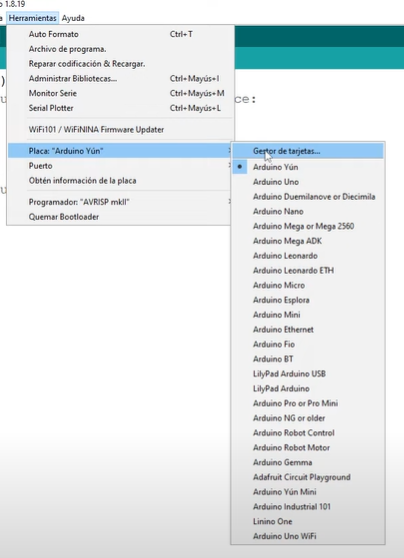 1.8.19
Herramientas Ayuda
Auto Formato Ctrl+T
Archivo de programa.
Reparar codificación & Recargar.
Administrar Bibliotecas... Ctrl+Mayús+I
Monitor Serie Ctrl+Mayús+M
Serial Plotter Ctrl+Mayús+L
ce:
WiFi101 / WiFiNINA Firmware Updater
Placa: "Arduino Yún"
Puerto
Obtén información de la placa
Programador: "AVRISP mkII"
Quemar Bootloader
Gestor de tarjetas...
Arduino Yún
Arduino Uno
Arduino Duemilanove or Diecimila
Arduino Nano
Arduino Mega or Mega 2560
Arduino Mega ADK
Arduino Leonardo
Arduino Leonardo ETH
Arduino Micro
Arduino Esplora
Arduino Mini
Arduino Ethernet
Arduino Fio
Arduino BT
LilyPad Arduino USB
LilyPad Arduino
Arduino Pro or Pro Mini
Arduino NG or older
Arduino Robot Control
Arduino Robot Motor
Arduino Gemma
Adafruit Circuit Playground
Arduino Yún Mini
Arduino Industrial 101
Linino One
Arduino Uno WiFi